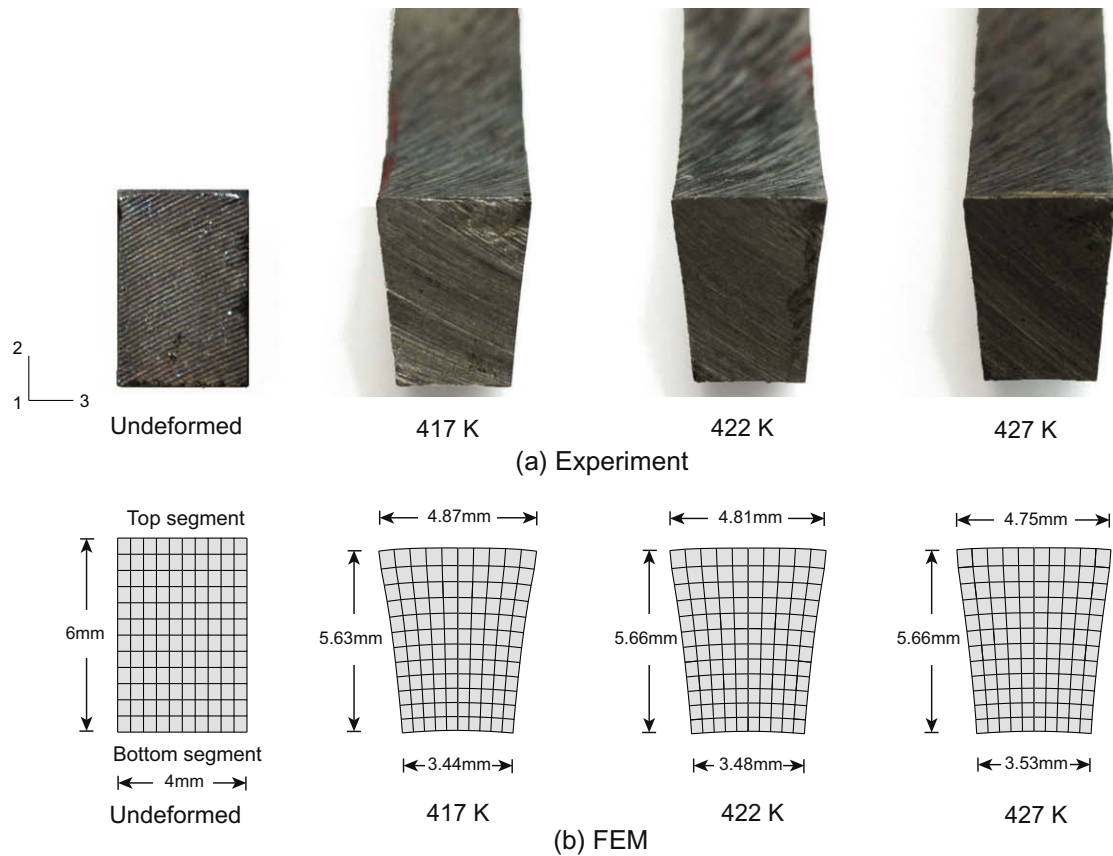 2
1 3
Undeformed 417 K 422 K 427 K
(a) Experiment
Top segment 4.87mm 4.81mm 4.75mm
6mm 5.63mm 5.66mm 5.66mm
Bottom segment 3.44mm 3.48mm 3.53mm
4mm
Undeformed 417 K 422 K 427 K
(b) FEM